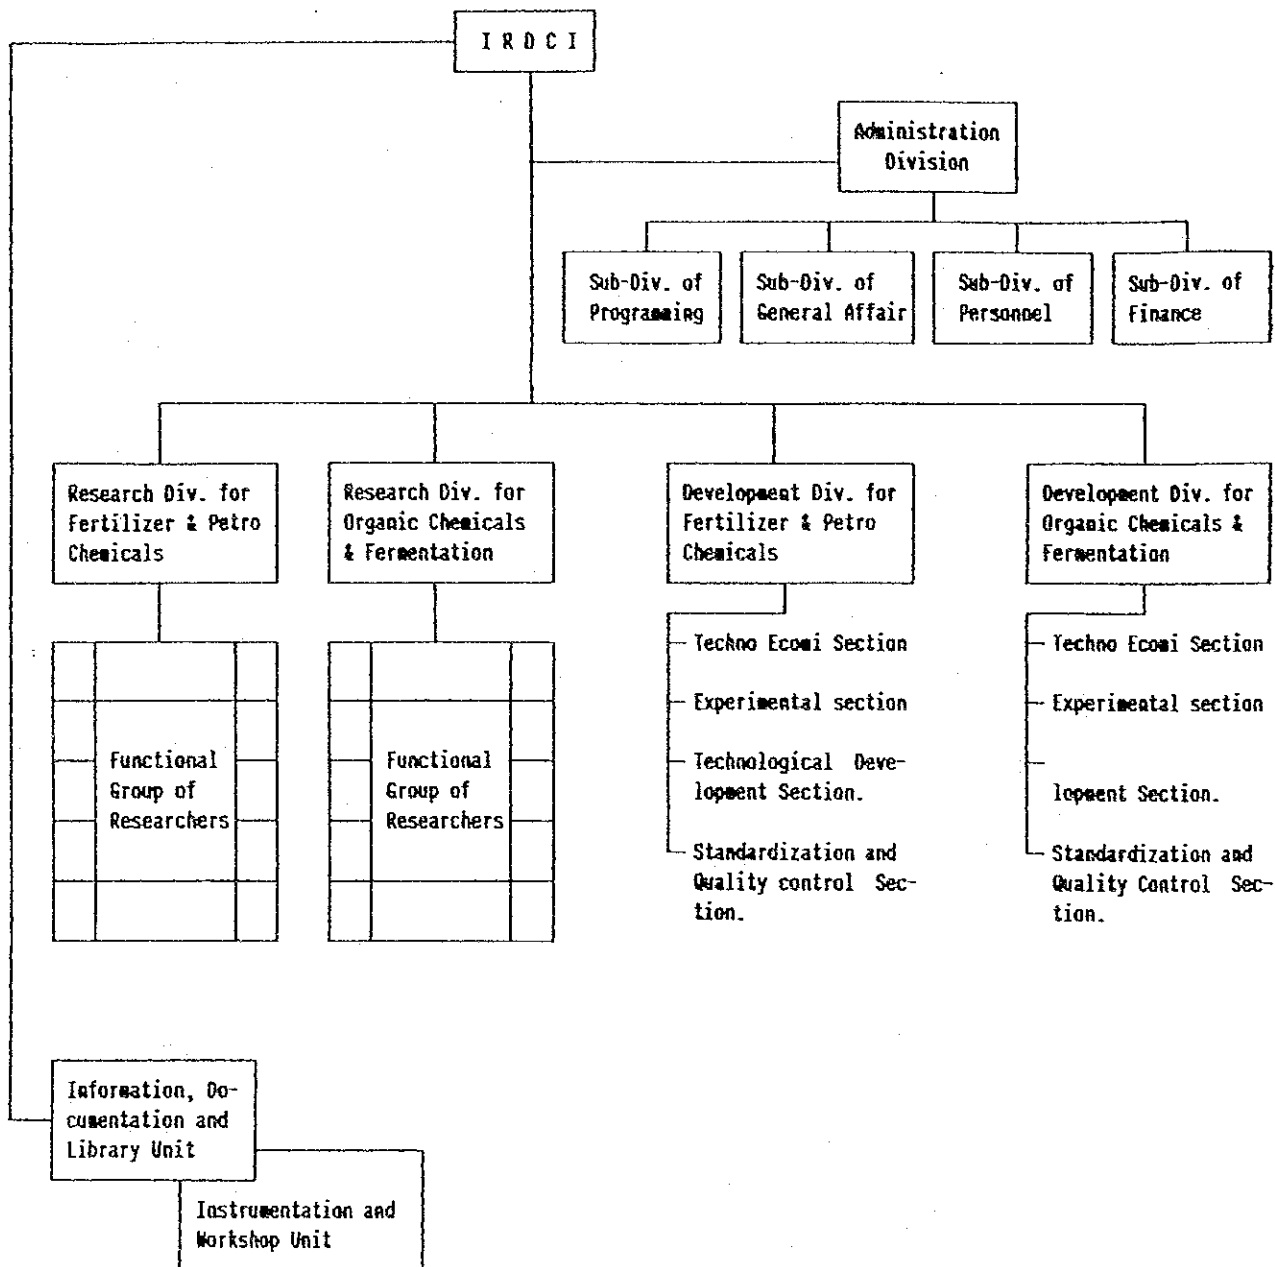 I R D C I
Administration
Division
Sub-Div. of
Programming
Sub-Div. of
General Affair
Sub-Div. of
Personnel
Sub-Div. of
Finance
Research Div. for
Fertilizer & Petro
Chemicals
Research Div. for
Organic Chemicals
& Fermentation
Development Div. for
Fertilizer & Petro
Chemicals
Development Div. for
Organic Chemicals &
Fermentation
Functional
Group of
Researchers
Functional
Group of
Researchers
Techno Ecomi Section
Experimental section
Technological Deve-
lopment Section.
Standardization and
Quality control Sec-
tion.
Techno Ecomi Section
Experimental section
lopment Section.
Standardization and
Quality Control Sec-
tion.
Information, Do-
cumentation and
Library Unit
Instrumentation and
Workshop Unit